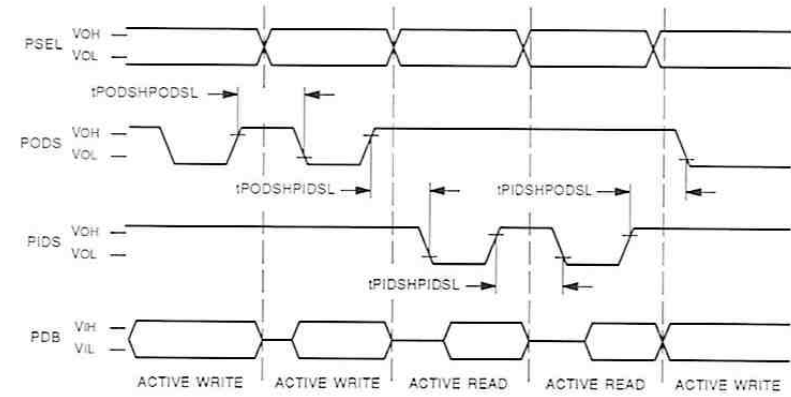 PSEL VOH
VOL
tPODSHPODSL
PODS VOH
VOL
tPODSHPIDSL tPIDSHPODSL
PIDS VOH
VOL
tPIDSHPIDSL
PDB VIH
VIL
ACTIVE WRITE ACTIVE WRITE ACTIVE READ ACTIVE READ ACTIVE WRITE